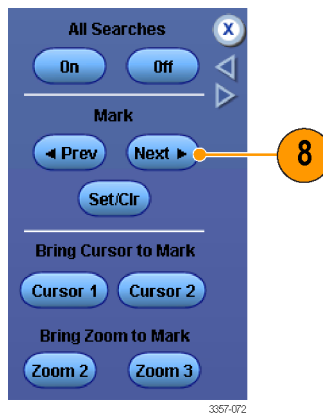 All Searches X
On Off
Mark
◄ Prev Next ►
8
Set/Clr
Bring Cursor to Mark
Cursor 1 Cursor 2
Bring Zoom to Mark
Zoom 2 Zoom 3
3357-072